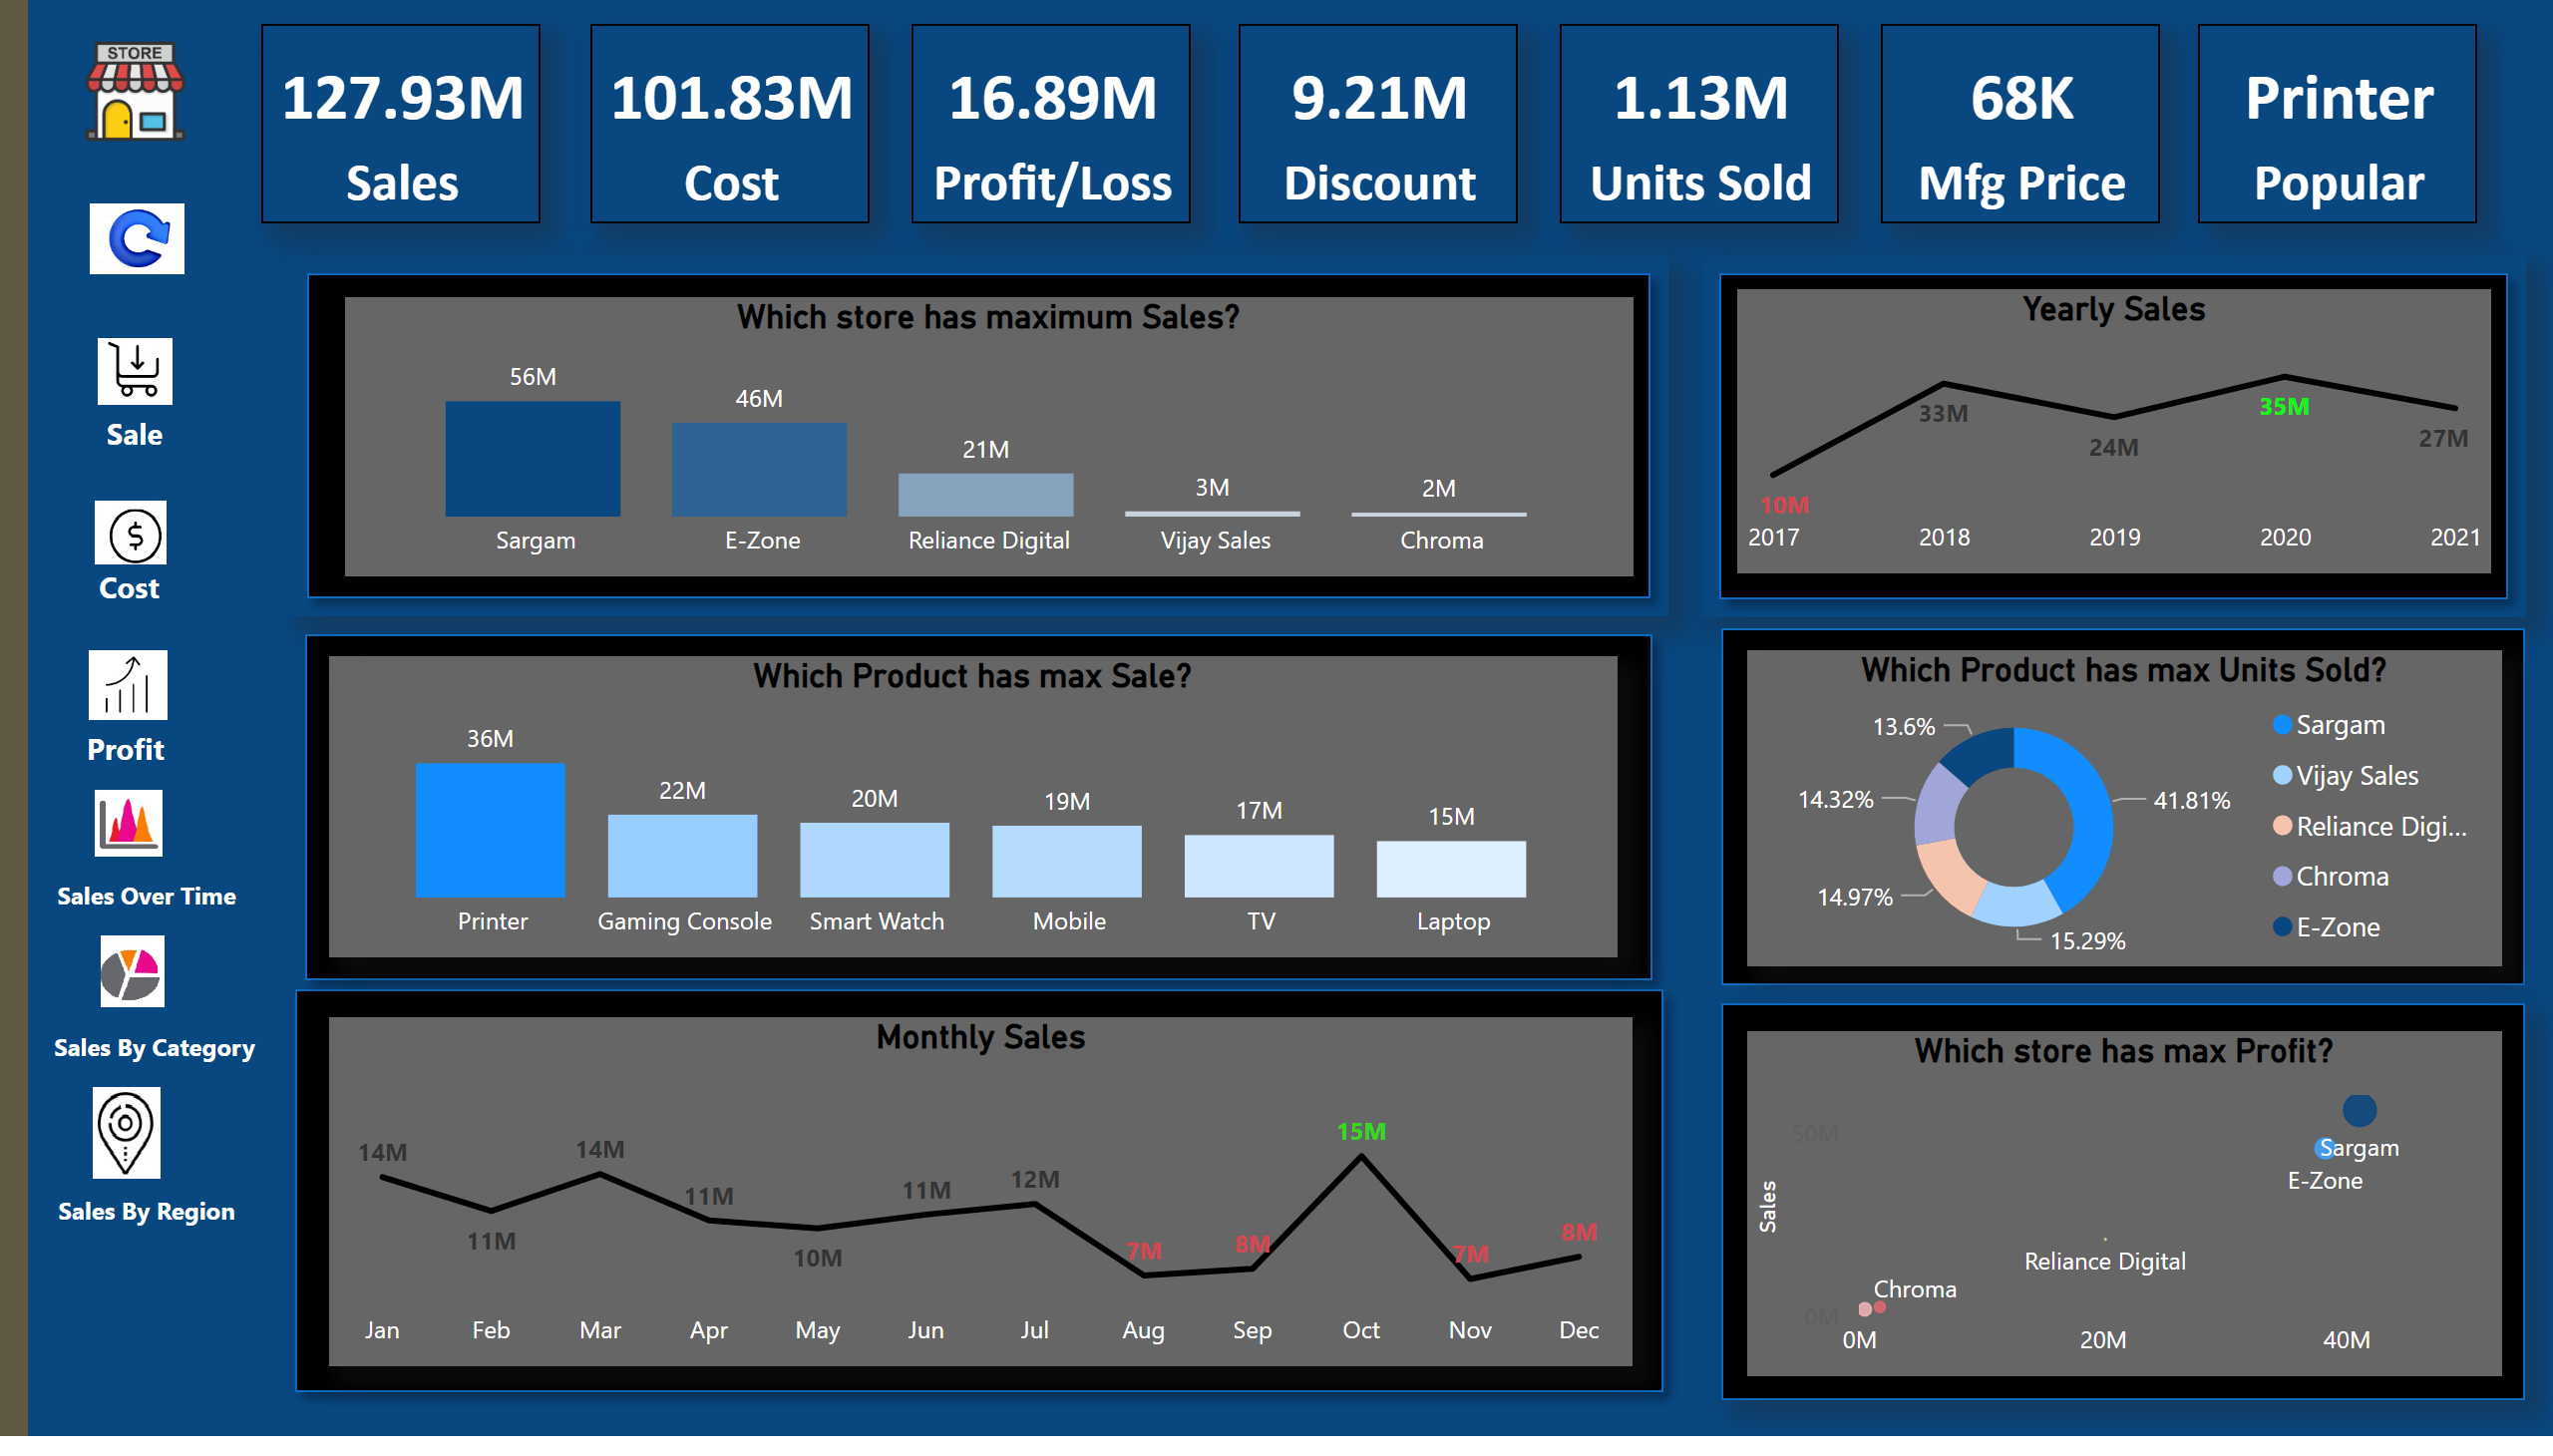 STORE
127.93M
Sales
101.83M
Cost
16.89M
Profit/Loss
9.21M
Discount
1.13M
Units Sold
68K
Mfg Price
Printer
Popular
Sale
Cost
Profit
Sales Over Time
Sales By Category
Sales By Region
Which store has maximum Sales?
56M
46M
21M
3M
2M
Sargam
E-Zone
Reliance Digital
Vijay Sales
Chroma
Yearly Sales
10M
33M
24M
35M
27M
2017
2018
2019
2020
2021
Which Product has max Sale?
36M
22M
20M
19M
17M
15M
Printer
Gaming Console
Smart Watch
Mobile
TV
Laptop
Which Product has max Units Sold?
13.6%
14.32%
14.97%
15.29%
41.81%
Sargam
Vijay Sales
Reliance Digi...
Chroma
E-Zone
Monthly Sales
14M
11M
14M
11M
10M
11M
12M
7M
8M
15M
7M
8M
Jan
Feb
Mar
Apr
May
Jun
Jul
Aug
Sep
Oct
Nov
Dec
Which store has max Profit?
50M
0M
Sales
Sargam
E-Zone
Reliance Digital
Chroma
0M
20M
40M